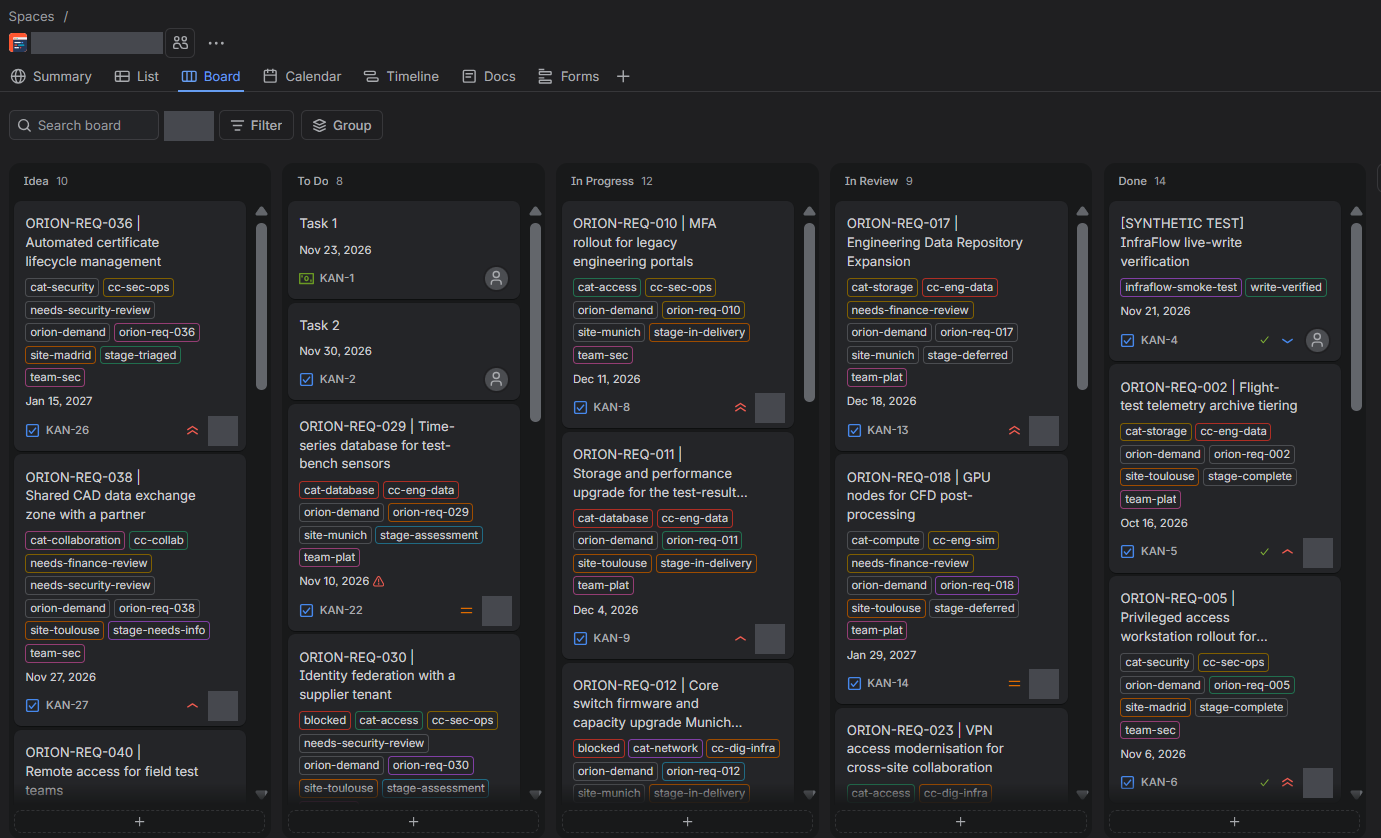 Spaces /
Summary List Board Calendar Timeline Docs Forms
Search board Filter Group
Idea 10
ORION-REQ-036 |
Automated certificate
lifecycle management
cat-security cc-sec-ops
needs-security-review
orion-demand orion-req-036
site-madrid stage-triaged
team-sec
Jan 15, 2027
KAN-26
ORION-REQ-038 |
Shared CAD data exchange
zone with a partner
cat-collaboration cc-collab
needs-finance-review
needs-security-review
orion-demand orion-req-038
site-toulouse stage-needs-info
team-sec
Nov 27, 2026
KAN-27
ORION-REQ-040 |
Remote access for field test
teams
To Do 8
Task 1
Nov 23, 2026
KAN-1
Task 2
Nov 30, 2026
KAN-2
ORION-REQ-029 | Time-
series database for test-
bench sensors
cat-database cc-eng-data
orion-demand orion-req-029
site-munich stage-assessment
team-plat
Nov 10, 2026
KAN-22
ORION-REQ-030 |
Identity federation with a
supplier tenant
blocked cat-access cc-sec-ops
needs-security-review
orion-demand orion-req-030
site-toulouse stage-assessment
In Progress 12
ORION-REQ-010 | MFA
rollout for legacy
engineering portals
cat-access cc-sec-ops
orion-demand orion-req-010
site-munich stage-in-delivery
team-sec
Dec 11, 2026
KAN-8
ORION-REQ-011 |
Storage and performance
upgrade for the test-result...
cat-database cc-eng-data
orion-demand orion-req-011
site-toulouse stage-in-delivery
team-plat
Dec 4, 2026
KAN-9
ORION-REQ-012 | Core
switch firmware and
capacity upgrade Munich...
blocked cat-network cc-dig-infra
orion-demand orion-req-012
site-munich stage-in-delivery
In Review 9
ORION-REQ-017 |
Engineering Data Repository
Expansion
cat-storage cc-eng-data
needs-finance-review
orion-demand orion-req-017
site-munich stage-deferred
team-plat
Dec 18, 2026
KAN-13
ORION-REQ-018 | GPU
nodes for CFD post-
processing
cat-compute cc-eng-sim
needs-finance-review
orion-demand orion-req-018
site-toulouse stage-deferred
team-plat
Jan 29, 2027
KAN-14
ORION-REQ-023 | VPN
access modernisation for
cross-site collaboration
cat-access cc-dig-infra
Done 14
[SYNTHETIC TEST]
InfraFlow live-write
verification
infraflow-smoke-test write-verified
Nov 21, 2026
KAN-4
ORION-REQ-002 | Flight-
test telemetry archive tiering
cat-storage cc-eng-data
orion-demand orion-req-002
site-toulouse stage-complete
team-plat
Oct 16, 2026
KAN-5
ORION-REQ-005 |
Privileged access
workstation rollout for...
cat-security cc-sec-ops
orion-demand orion-req-005
site-madrid stage-complete
team-sec
Nov 6, 2026
KAN-6